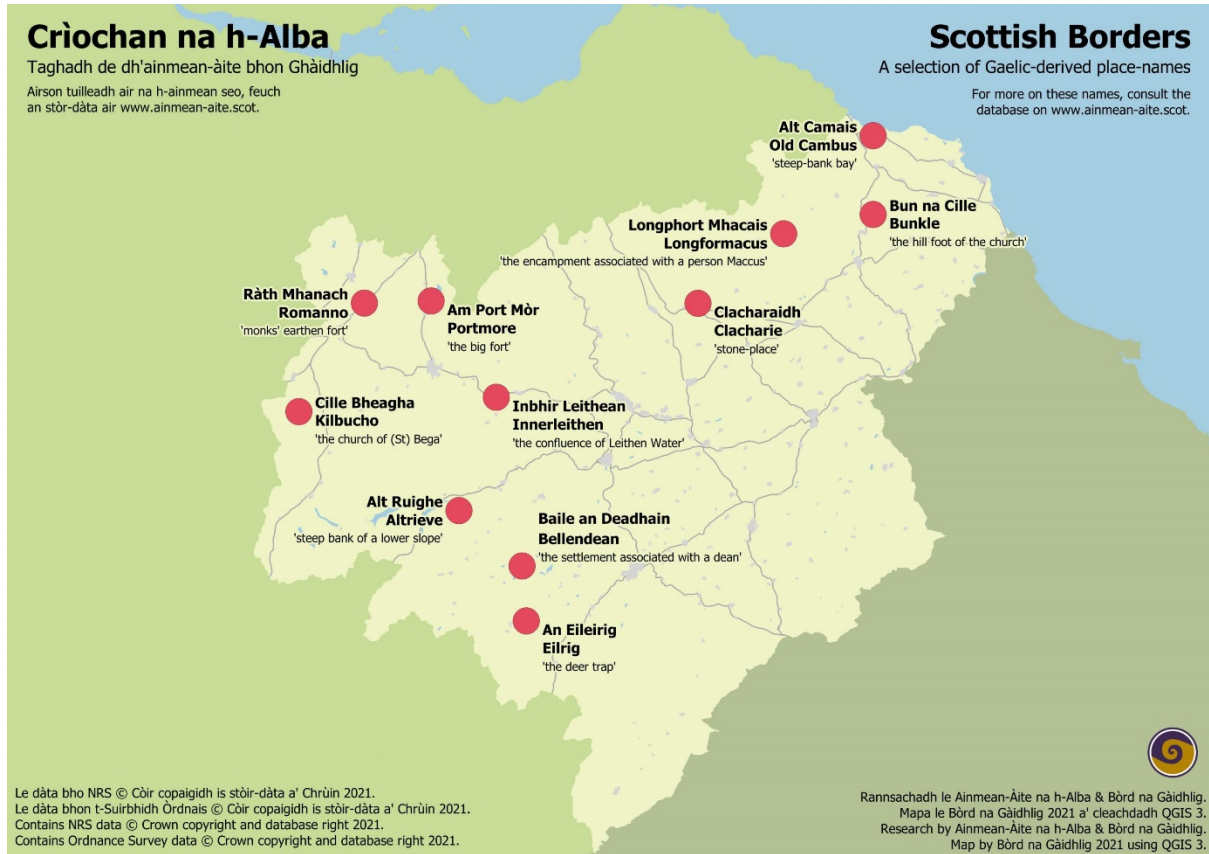 Crìochan na h-Alba
Taghadh de dh'ainmean-àite bhon Ghàidhlig
Airson tuilleadh air na h-ainmean seo, feuch
an stòr-dàta air www.ainmean-aite.scot.
Scottish Borders
A selection of Gaelic-derived place-names
For more on these names, consult the
database on www.ainmean-aite.scot.
Alt Camais
Old Cambus
'steep-bank bay'
Bun na Cille
Bunkle
'the hill foot of the church'
Longphort Mhacais
Longformacus
'the encampment associated with a person Maccus'
Ràth Mhanach
Romanno
'monks' earthen fort'
Am Port Mòr
Portmore
'the big fort'
Clacharaidh
Clacharie
'stone-place'
Cille Bheagha
Kilbucho
'the church of (St) Bega'
Inbhir Leithean
Innerleithen
'the confluence of Leithen Water'
Alt Ruighe
Altrieve
'steep bank of a lower slope'
Baile an Deadhain
Bellendean
'the settlement associated with a dean'
An Eileirig
Eilrig
'the deer trap'
Le dàta bho NRS © Còir copaigidh is stòir-dàta a' Chrùin 2021.
Le dàta bhon t-Suirbhidh Òrdnais © Còir copaigidh is stòir-dàta a' Chrùin 2021.
Contains NRS data © Crown copyright and database right 2021.
Contains Ordnance Survey data © Crown copyright and database right 2021.
Rannsachadh le Ainmean-Àite na h-Alba & Bòrd na Gàidhlig.
Mapa le Bòrd na Gàidhlig 2021 a' cleachdadh QGIS 3.
Research by Ainmean-Àite na h-Alba & Bòrd na Gàidhlig.
Map by Bòrd na Gàidhlig 2021 using QGIS 3.